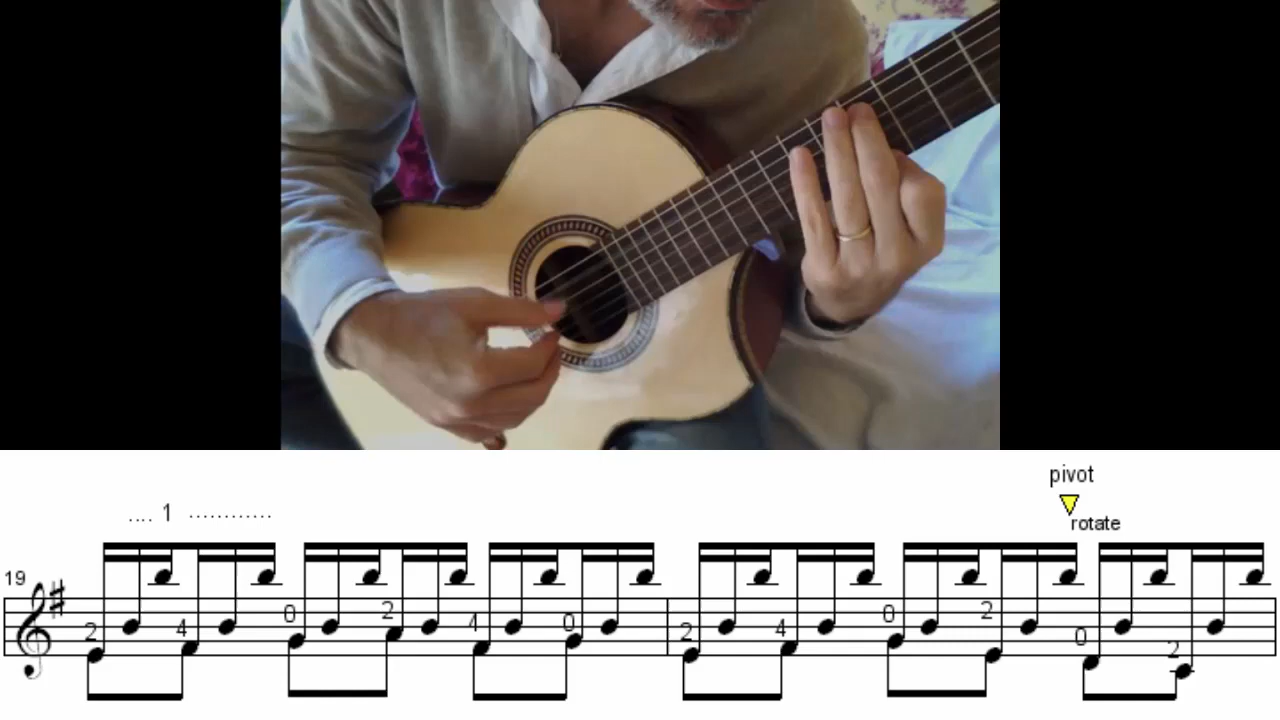 pivot
.... 1 ............
rotate
19
2 4 0 2 4 0 2 4 0 2 0 2